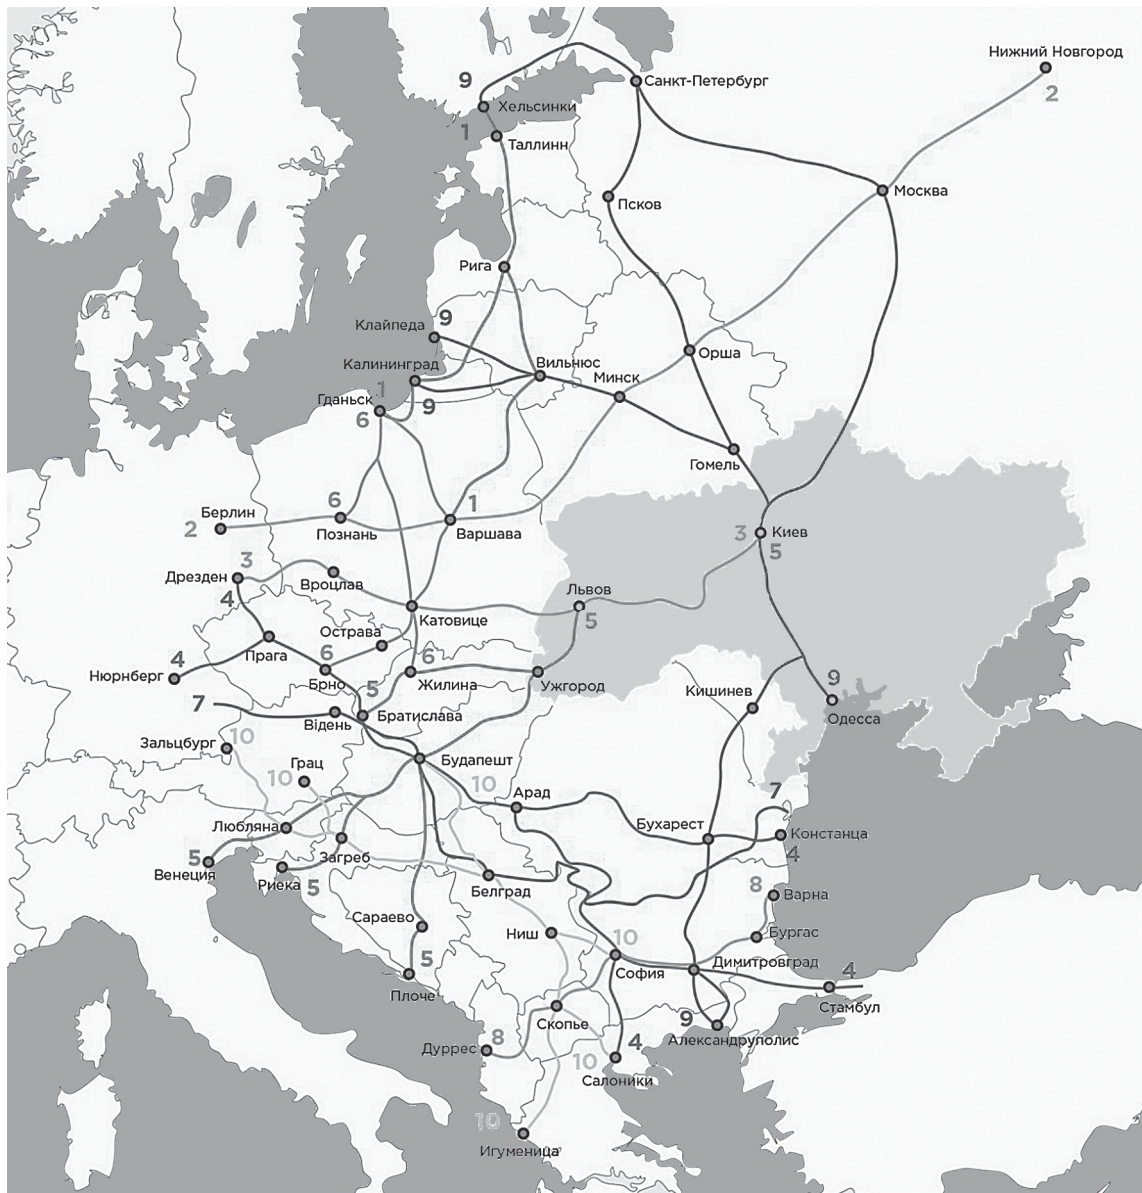 Нижний Новгород
9
Санкт-Петербург
2
Хельсинки
1
Таллинн
Москва
Псков
Рига
Клайпеда
9
Орша
Калининград
Вильнюс
Минск
1
Гданьск
9
6
Гомель
Берлин
6
1
2
Познань
Варшава
3
Киев
5
3
Дрезден
Вроцлав
4
Львов
5
Катовице
Острава
Прага
6
6
4
Нюрнберг
Брно
Жилина
Ужгород
5
Кишинев
9
7
Братислава
Одесса
Відень
Зальцбург
10
Будапешт
Грац
10
10
Арад
7
Любляна
Бухарест
Констанца
5
Загреб
4
Венеция
Риека
5
Белград
8
Варна
Сараево
Ниш
10
Бургас
5
София
Димитровград
4
Плоче
Стамбул
Скопье
9
Дуррес
8
4
Александруполис
10
Салоники
10
Игуменица